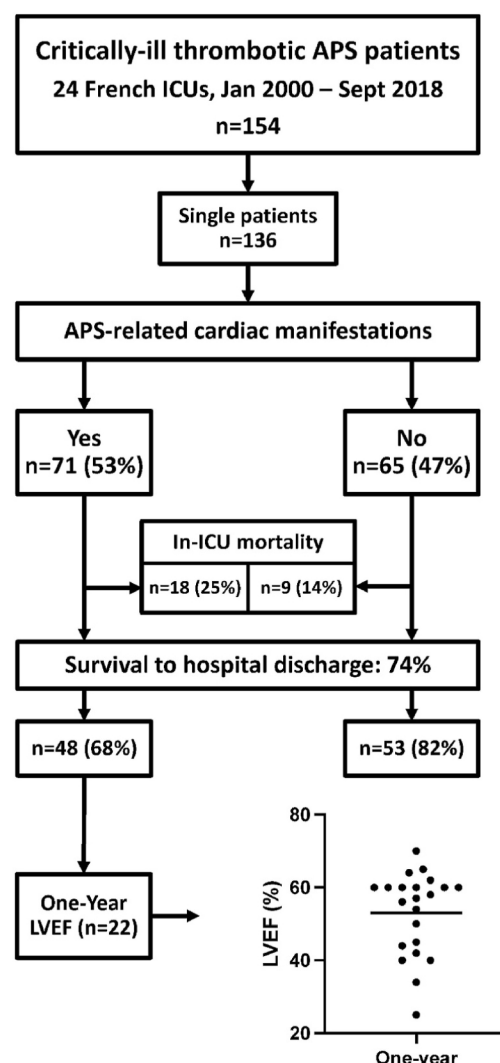 Critically-ill thrombotic APS patients
24 French ICUs, Jan 2000 – Sept 2018
n=154
Single patients
n=136
APS-related cardiac manifestations
Yes
n=71 (53%)
No
n=65 (47%)
In-ICU mortality
n=18 (25%)
n=9 (14%)
Survival to hospital discharge: 74%
n=48 (68%)
n=53 (82%)
One-Year
LVEF (n=22)
LVEF (%)
80
60
40
20
One-year